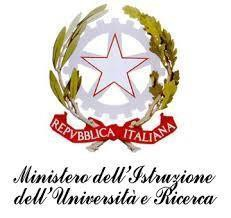 REPVBBLICA ITALIANA
Ministero dell'Istruzione
dell'Università e Ricerca